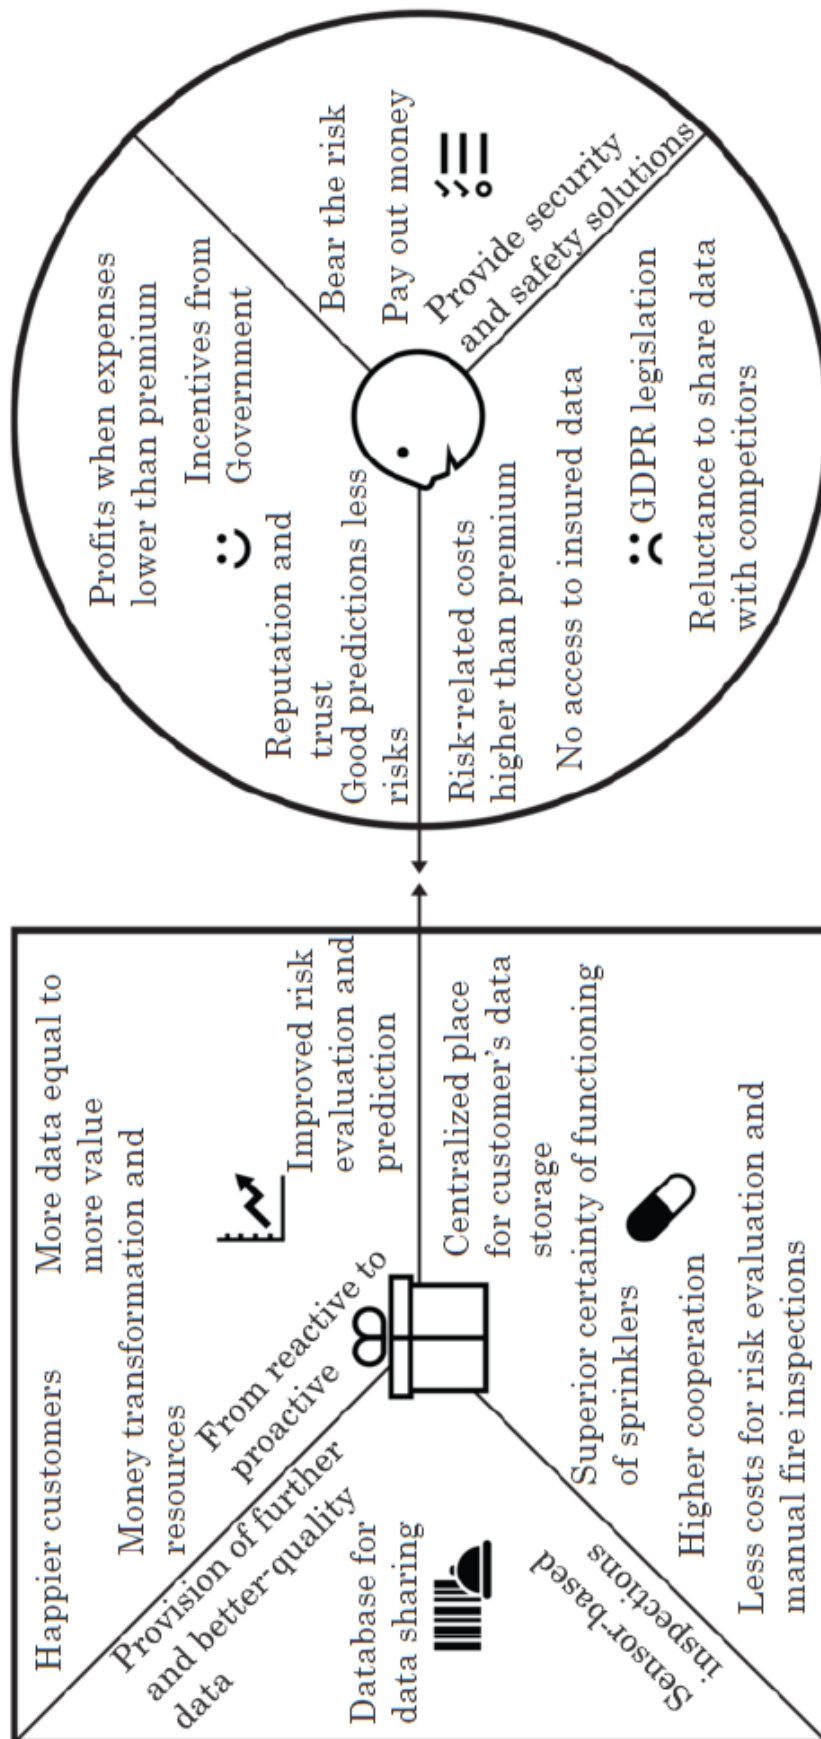 Happier customers
More data equal to
more value
Money transformation and
resources
Improved risk
evaluation and
prediction
From reactive to
proactive
Provision of further
and better-quality
data
Database for
data sharing
Sensor-based
inspections
Centralized place
for customer's data
storage
Superior certainty of functioning
of sprinklers
Higher cooperation
Less costs for risk evaluation and
manual fire inspections
Profits when expenses
lower than premium
Incentives from
Government
Reputation and
trust
Good predictions less
risks
Bear the risk
Pay out money
Provide security
and safety solutions
Risk-related costs
higher than premium
No access to insured data
GDPR legislation
Reluctance to share data
with competitors